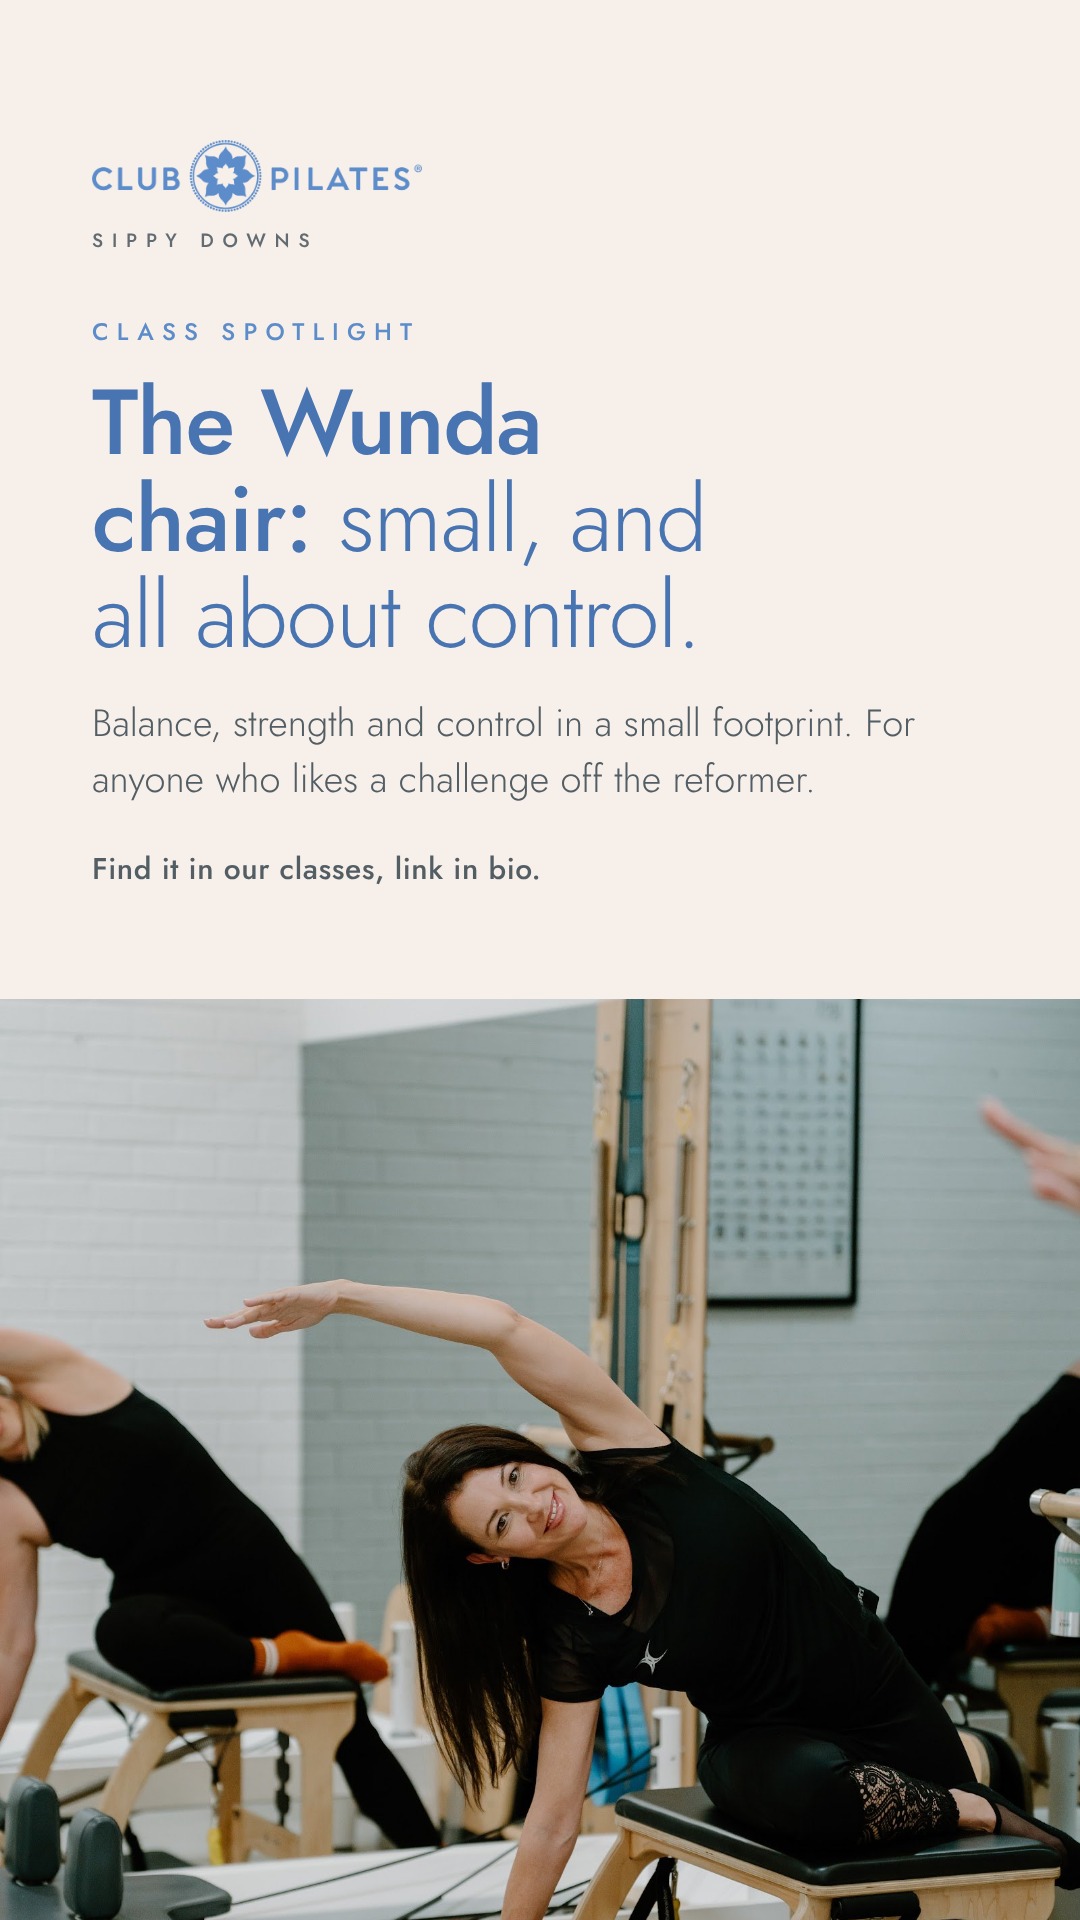 CLUB PILATES®
SIPPY DOWNS
CLASS SPOTLIGHT
The Wunda
chair: small, and
all about control.
Balance, strength and control in a small footprint. For
anyone who likes a challenge off the reformer.
Find it in our classes, link in bio.